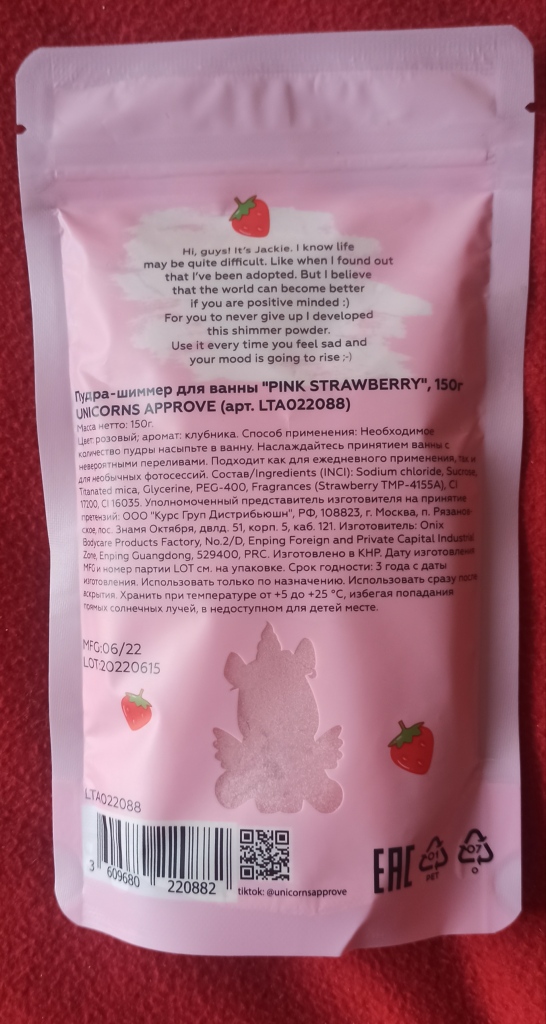 Hi, guys! It's Jackie. I know life
may be quite difficult. Like when I found out
that I've been adopted. But I believe
that the world can become better
if you are positive minded :)
For you to never give up I developed
this shimmer powder.
Use it every time you feel sad and
your mood is going to rise ;-)
Пудра-шиммер для ванны "PINK STRAWBERRY", 150г
UNICORNS APPROVE (арт. LTA022088)
Масса нетто: 150г.
Цвет: розовый; аромат: клубника. Способ применения: Необходимое
количество пудры насыпьте в ванну. Наслаждайтесь принятием ванны с
невероятными переливами. Подходит как для ежедневного применения, так и
для необычных фотосессий. Состав/Ingredients (INCI): Sodium chloride, Sucrose,
Titanated mica, Glycerine, PEG-400, Fragrances (Strawberry TMP-4155A), CI
17200, CI 16035. Уполномоченный представитель изготовителя на принятие
претензий: ООО "Курс Груп Дистрибьюшн", РФ, 108823, г. Москва, п. Рязанов-
ское, пос. Знамя Октября, двлд. 51, корп. 5, каб. 121. Изготовитель: Onix
Bodycare Products Factory, No.2/D, Enping Foreign and Private Capital Industrial
Zone, Enping Guangdong, 529400, PRC. Изготовлено в КНР. Дату изготовления
MFG и номер партии LOT см. на упаковке. Срок годности: 3 года с даты
изготовления. Использовать только по назначению. Использовать сразу после
вскрытия. Хранить при температуре от +5 до +25 °C, избегая попадания
прямых солнечных лучей, в недоступном для детей месте.
MFG:06/22
LOT:20220615
LTA022088
3 609680 220882
tiktok: @unicornsapprove
EAC
01
PET
07
O